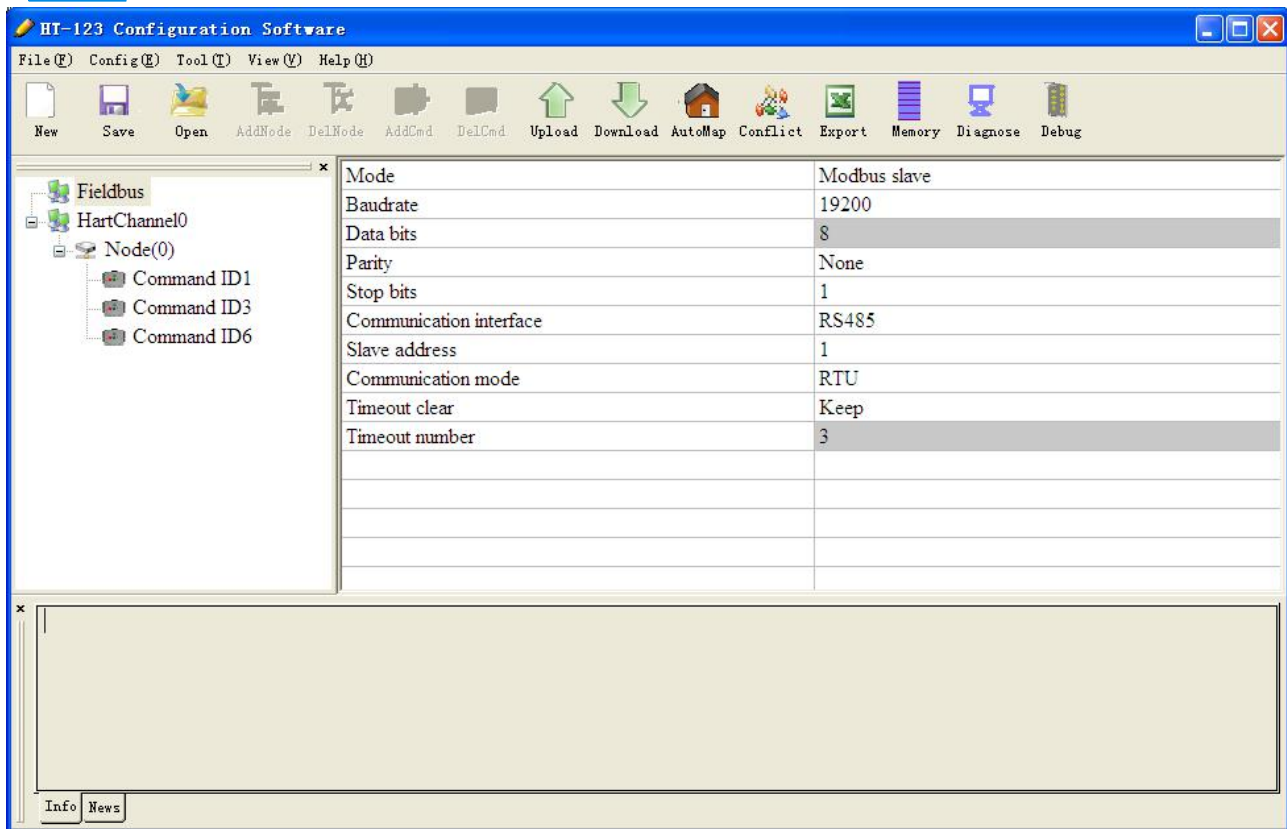 HT-123 Configuration Software
File(F) Config(E) Tool(T) View(V) Help(H)
New Save Open AddNode DelNode AddCmd DelCmd Upload Download AutoMap Conflict Export Memory Diagnose Debug
Fieldbus
HartChannel0
Node(0)
Command ID1
Command ID3
Command ID6
Mode Modbus slave
Baudrate 19200
Data bits 8
Parity None
Stop bits 1
Communication interface RS485
Slave address 1
Communication mode RTU
Timeout clear Keep
Timeout number 3
Info News